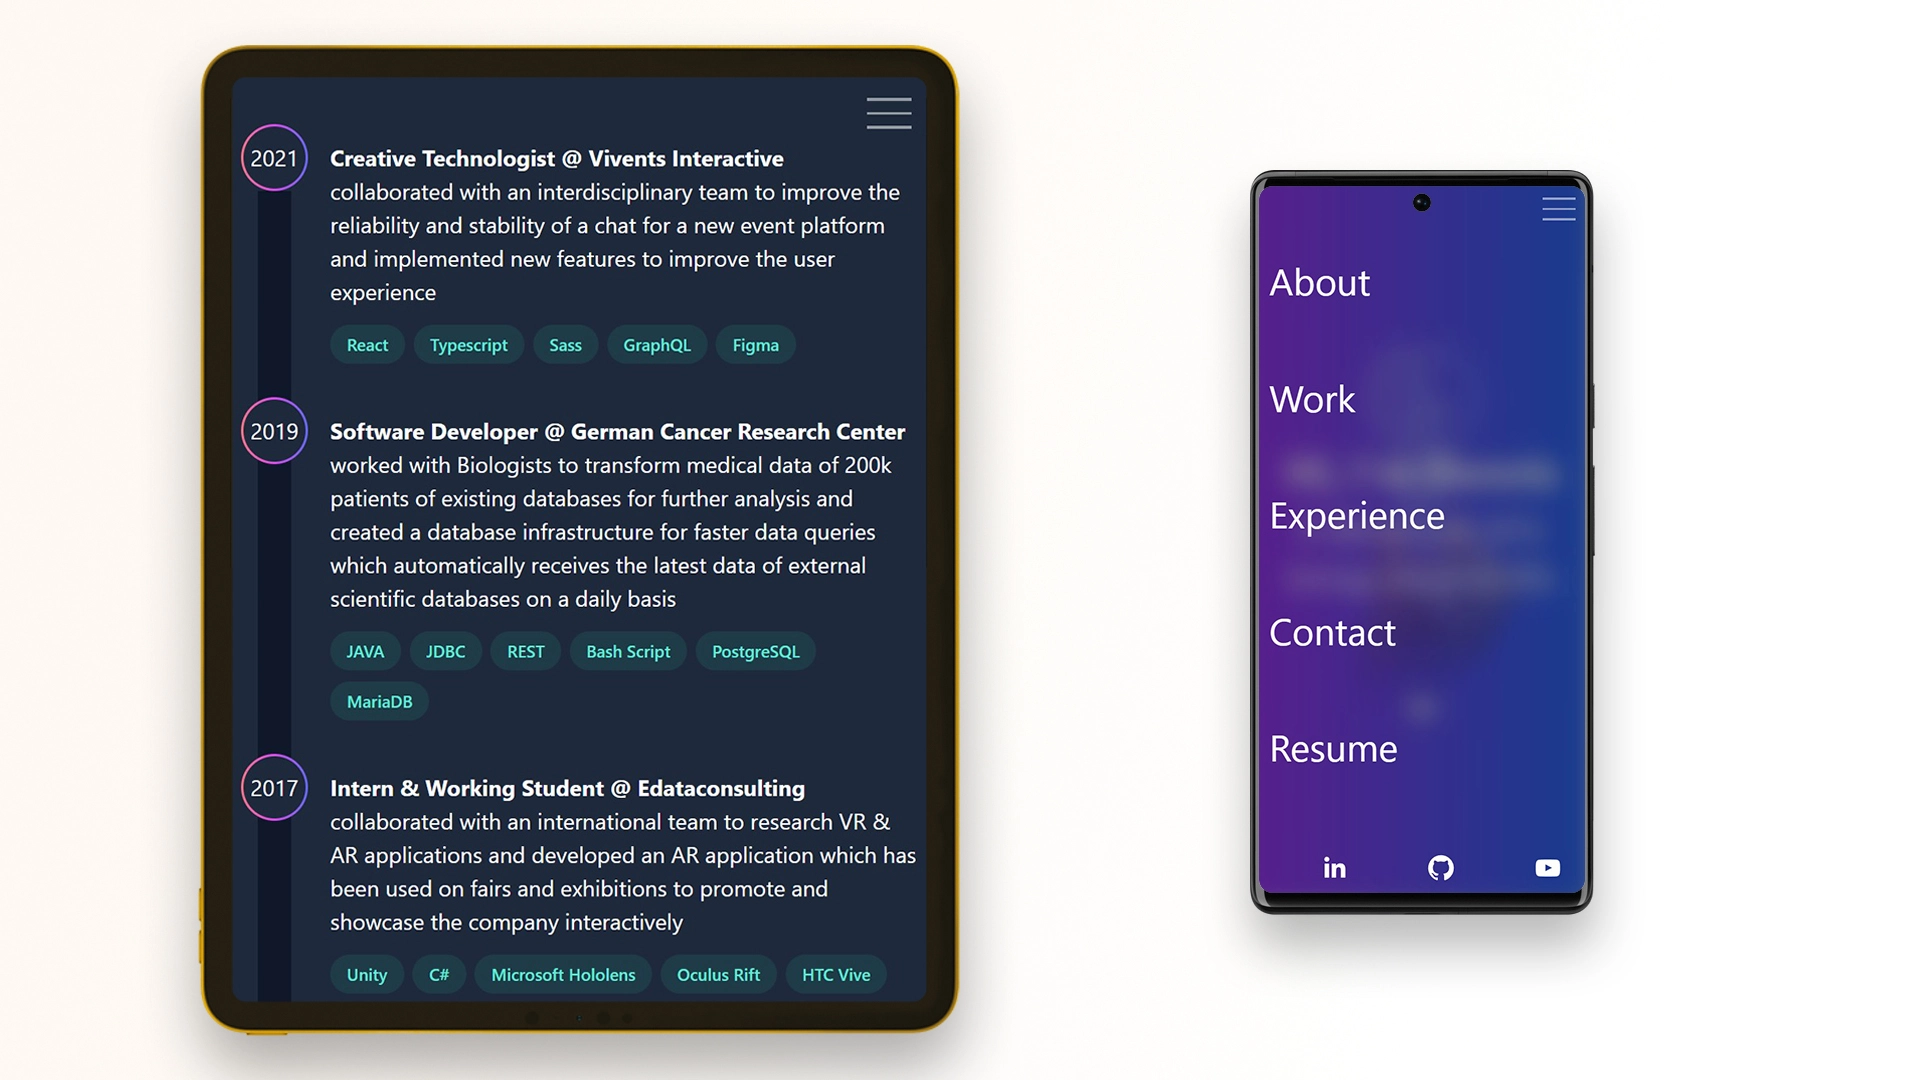 2021
Creative Technologist @ Vivents Interactive
collaborated with an interdisciplinary team to improve the
reliability and stability of a chat for a new event platform
and implemented new features to improve the user
experience
React Typescript Sass GraphQL Figma
2019
Software Developer @ German Cancer Research Center
worked with Biologists to transform medical data of 200k
patients of existing databases for further analysis and
created a database infrastructure for faster data queries
which automatically receives the latest data of external
scientific databases on a daily basis
JAVA JDBC REST Bash Script PostgreSQL
MariaDB
2017
Intern & Working Student @ Edataconsulting
collaborated with an international team to research VR &
AR applications and developed an AR application which has
been used on fairs and exhibitions to promote and
showcase the company interactively
Unity C# Microsoft Hololens Oculus Rift HTC Vive
About
Work
Experience
Contact
Resume
in